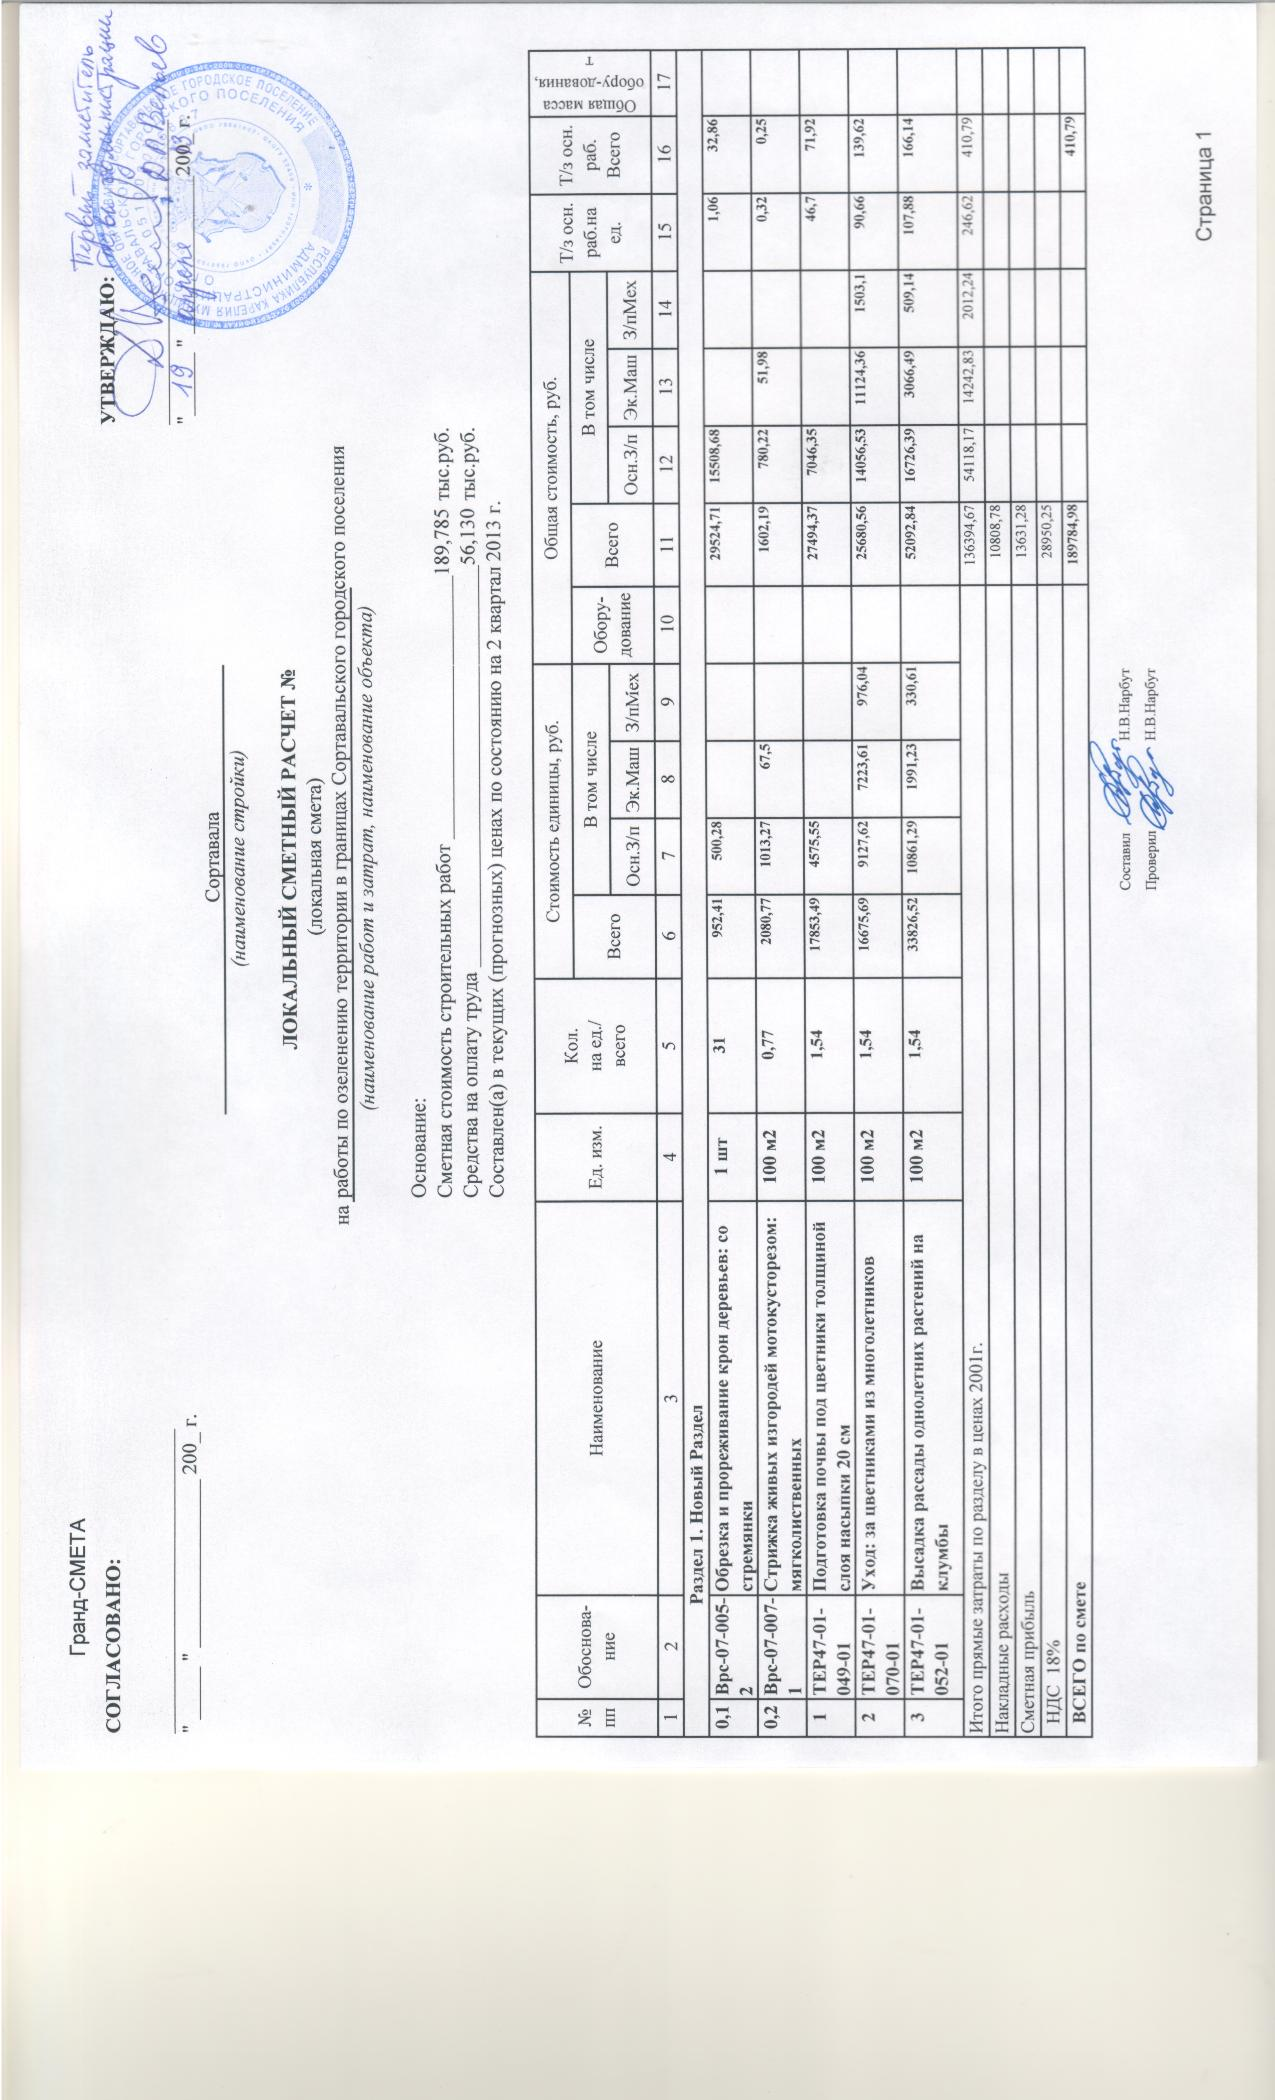 Гранд-СМЕТА
СОГЛАСОВАНО:
УТВЕРЖДАЮ:
Первый заместитель
Главы администрации
"____" ____________ 200_ г.
" 19 " апреля 2013 г.
Сортавала
(наименование стройки)
ЛОКАЛЬНЫЙ СМЕТНЫЙ РАСЧЕТ №
(локальная смета)
на работы по озеленению территории в границах Сортавальского городского поселения
(наименование работ и затрат, наименование объекта)
Основание:
Сметная стоимость строительных работ 189,785 тыс.руб.
Средства на оплату труда 56,130 тыс.руб.
Составлен(а) в текущих (прогнозных) ценах по состоянию на 2 квартал 2013 г.
№ пп Обоснова-ние Наименование Ед. изм. Кол. на ед./ всего Стоимость единицы, руб. Общая стоимость, руб. Т/з осн. раб.на ед. Т/з осн. раб. Всего Общая масса обору-дования, т
Всего В том числе Обору-дование Всего В том числе
Осн.З/п Эк.Маш З/пМех Осн.З/п Эк.Маш З/пМех
1 2 3 4 5 6 7 8 9 10 11 12 13 14 15 16 17
Раздел 1. Новый Раздел
0,1 Врс-07-005- Обрезка и прореживание крон деревьев: со 1 шт 31 952,41 500,28 29524,71 15508,68 1,06 32,86
2 стремянки
0,2 Врс-07-007- Стрижка живых изгородей мотокусторезом: 100 м2 0,77 2080,77 1013,27 67,5 1602,19 780,22 51,98 0,32 0,25
1 мягколиственных
1 ТЕР47-01- Подготовка почвы под цветники толщиной 100 м2 1,54 17853,49 4575,55 27494,37 7046,35 46,7 71,92
049-01 слоя насыпки 20 см
2 ТЕР47-01- Уход: за цветниками из многолетников 100 м2 1,54 16675,69 9127,62 7223,61 976,04 25680,56 14056,53 11124,36 1503,1 90,66 139,62
070-01
3 ТЕР47-01- Высадка рассады однолетних растений на 100 м2 1,54 33826,52 10861,29 1991,23 330,61 52092,84 16726,39 3066,49 509,14 107,88 166,14
052-01 клумбы
Итого прямые затраты по разделу в ценах 2001г. 136394,67 54118,17 14242,83 2012,24 246,62 410,79
Накладные расходы 10808,78
Сметная прибыль 13631,28
НДС 18% 28950,25
ВСЕГО по смете 189784,98 410,79
Составил Н.В.Нарбут
Проверил Н.В.Нарбут
Страница 1